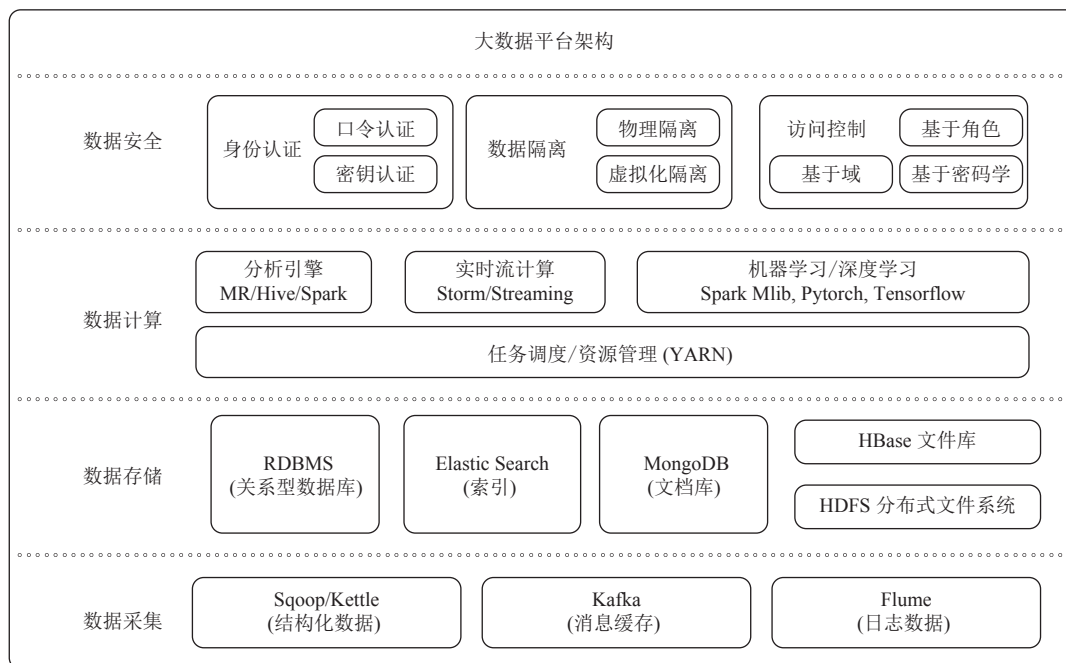 大数据平台架构
数据安全
身份认证
口令认证
密钥认证
数据隔离
物理隔离
虚拟化隔离
访问控制
基于角色
基于域
基于密码学
数据计算
分析引擎
MR/Hive/Spark
实时流计算
Storm/Streaming
机器学习/深度学习
Spark Mlib, Pytorch, Tensorflow
任务调度/资源管理 (YARN)
数据存储
RDBMS
(关系型数据库)
Elastic Search
(索引)
MongoDB
(文档库)
HBase 文件库
HDFS 分布式文件系统
数据采集
Sqoop/Kettle
(结构化数据)
Kafka
(消息缓存)
Flume
(日志数据)